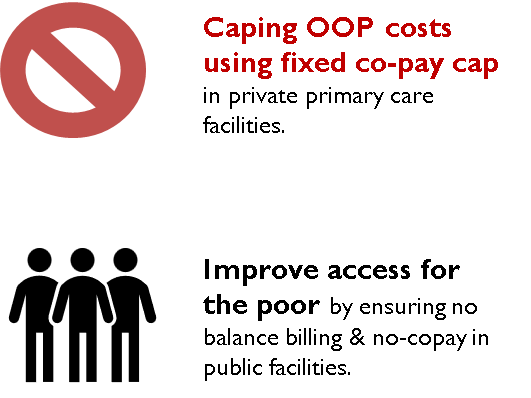 Caping OOP costs
using fixed co-pay cap
in private primary care
facilities.
Improve access for
the poor by ensuring no
balance billing & no-copay in
public facilities.